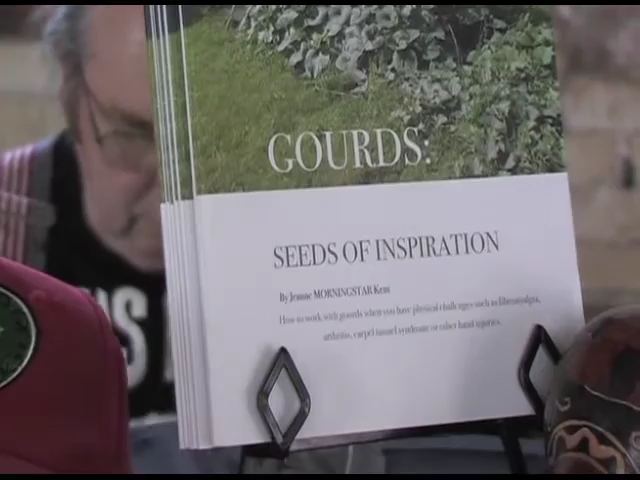 GOURDS:
SEEDS OF INSPIRATION
By Jeanne MORNINGSTAR Kent
How to work with gourds when you have physical challenges such as fibromyalgia,
arthritis, carpel tunnel syndrome or other hand injuries.